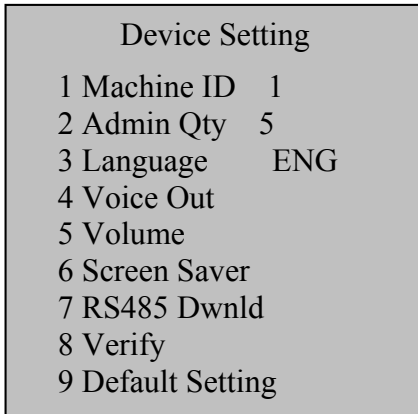 Device Setting
1 Machine ID 1
2 Admin Qty 5
3 Language ENG
4 Voice Out
5 Volume
6 Screen Saver
7 RS485 Dwnld
8 Verify
9 Default Setting